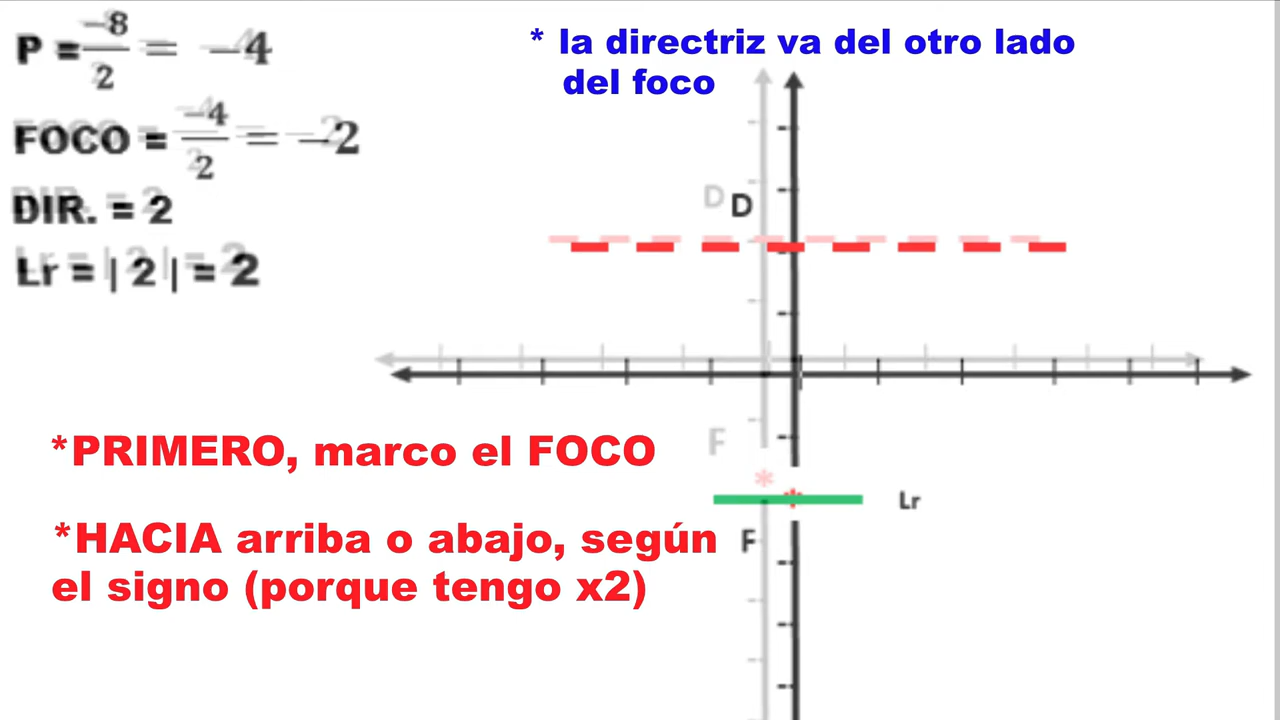 P = −8/2 = −4
FOCO = −4/2 = −2
DIR. = 2
Lr = | 2 | = 2
* la directriz va del otro lado
del foco
D
*PRIMERO, marco el FOCO
*HACIA arriba o abajo, según
el signo (porque tengo x2)
*
Lr
F